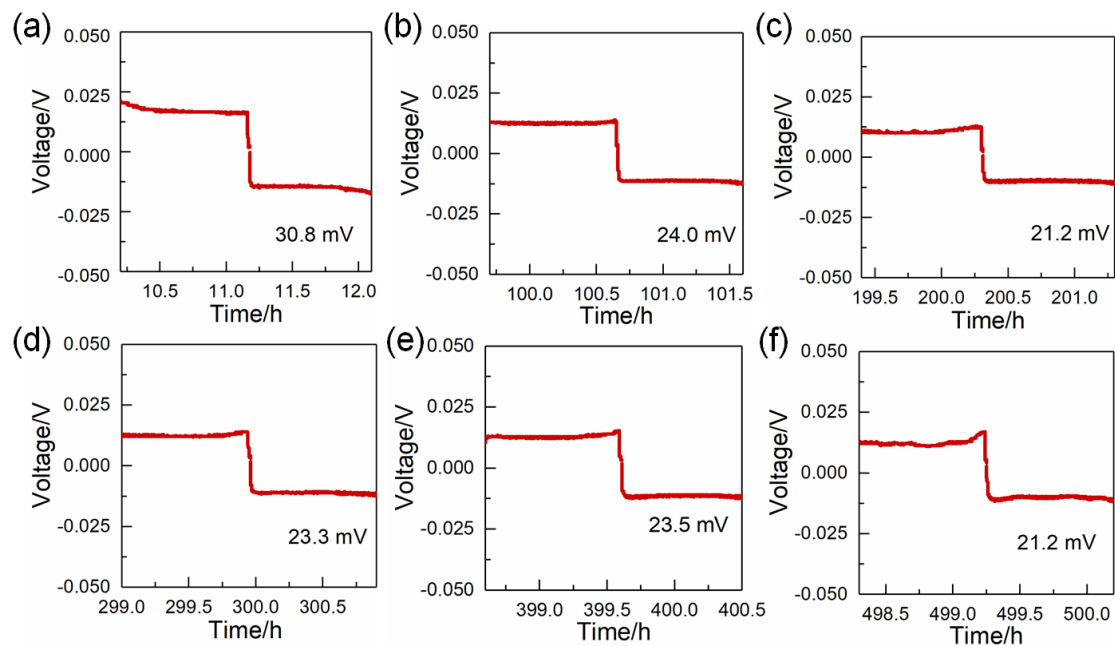 (a)
0.050
0.025
0.000
-0.025
-0.050
Voltage/V
30.8 mV
10.5 11.1 11.5 12.0
Time/h
(b)
0.050
0.025
0.000
-0.025
-0.050
Voltage/V
24.0 mV
100.0 100.5 101.0 101.5
Time/h
(c)
0.050
0.025
0.000
-0.025
-0.050
Voltage/V
21.2 mV
199.5 200.0 200.5 201.0
Time/h
(d)
0.050
0.025
0.000
-0.025
-0.050
Voltage/V
23.3 mV
299.0 299.5 300.0 300.5
Time/h
(e)
0.050
0.025
0.000
-0.025
-0.050
Voltage/V
23.5 mV
399.0 399.5 400.0 400.5
Time/h
(f)
0.050
0.025
0.000
-0.025
-0.050
Voltage/V
21.2 mV
498.5 499.0 499.5 500.0
Time/h